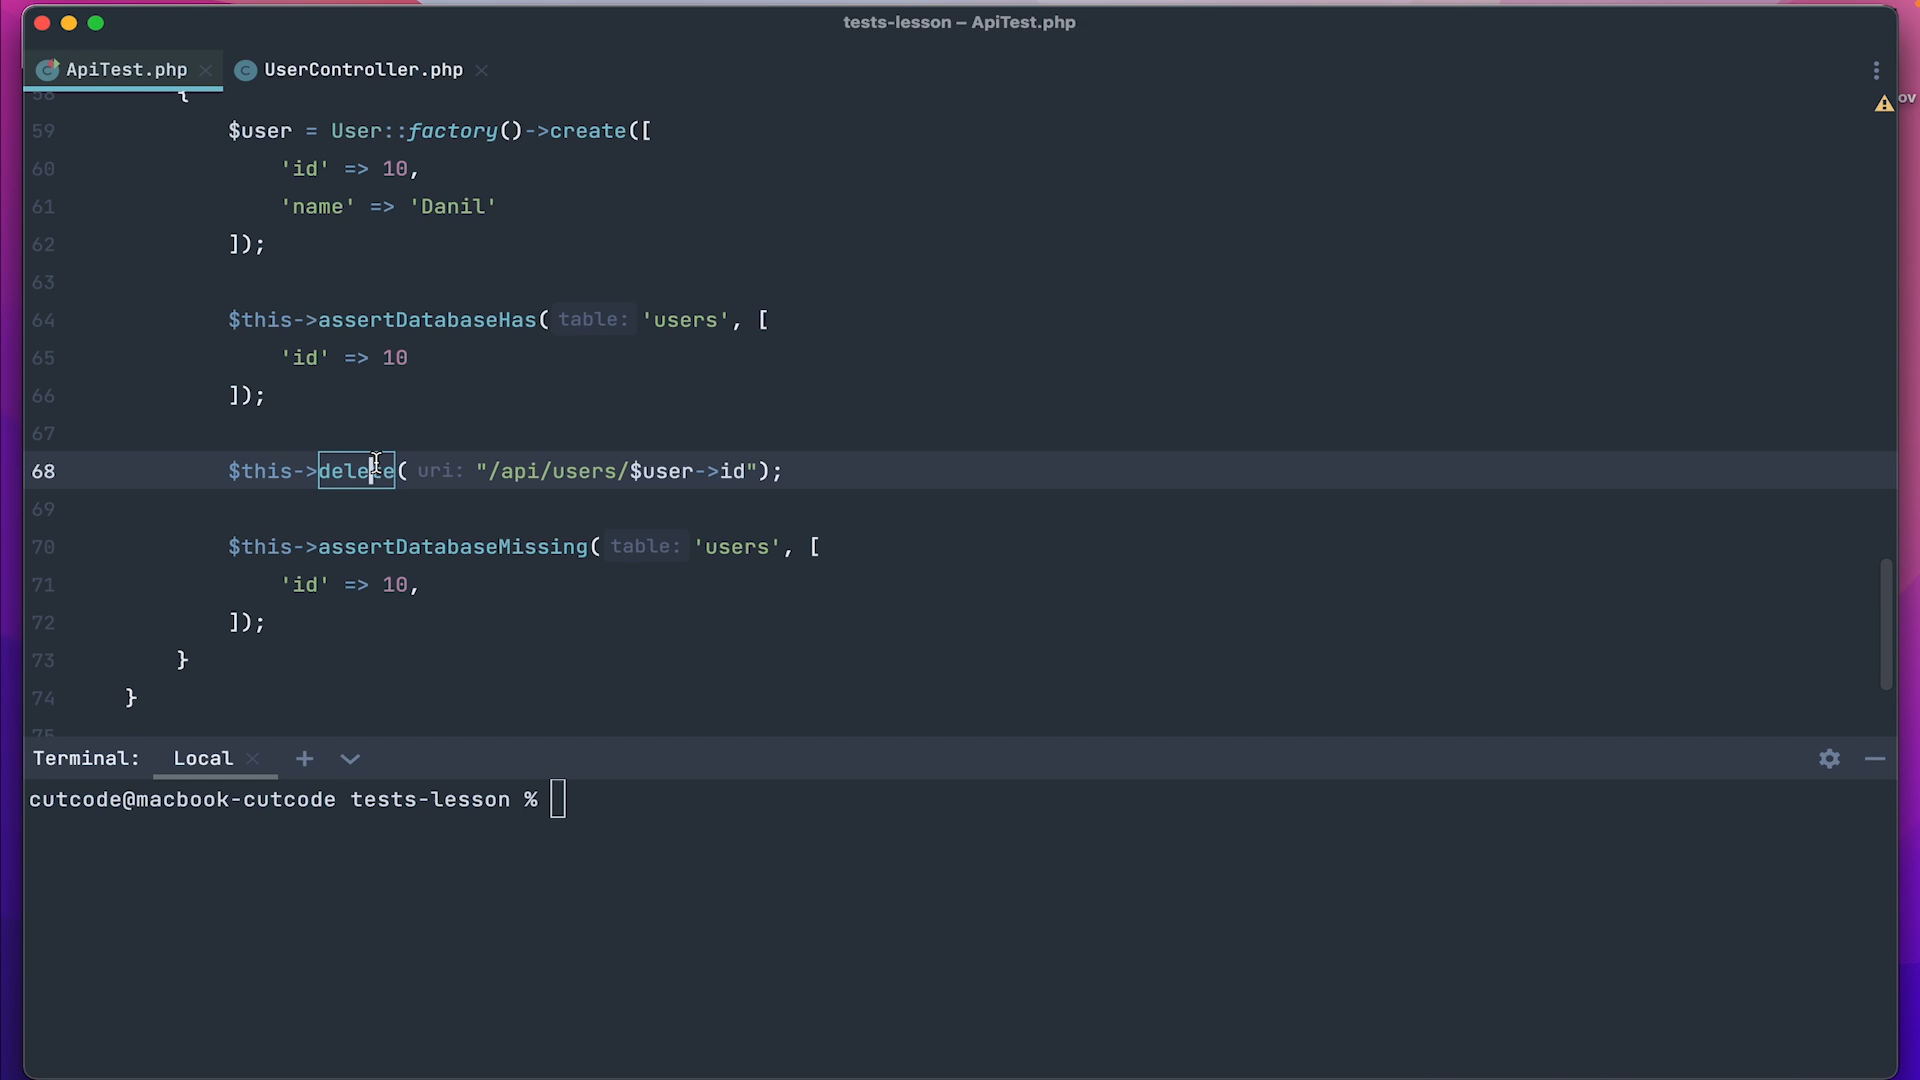 tests-lesson – ApiTest.php
ApiTest.php UserController.php
ov
58 {
59 $user = User::factory()->create([
60 'id' => 10,
61 'name' => 'Danil'
62 ]);
63
64 $this->assertDatabaseHas( table: 'users', [
65 'id' => 10
66 ]);
67
68 $this->delete( uri: "/api/users/$user->id");
69
70 $this->assertDatabaseMissing( table: 'users', [
71 'id' => 10,
72 ]);
73 }
74 }
75
Terminal: Local
cutcode@macbook-cutcode tests-lesson %